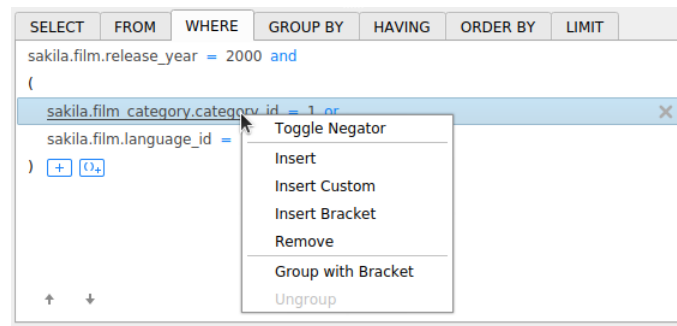 SELECT FROM WHERE GROUP BY HAVING ORDER BY LIMIT
sakila.film.release_year = 2000 and
(
sakila.film_category.category_id = 1 or
sakila.film.language_id =
)
Toggle Negator
Insert
Insert Custom
Insert Bracket
Remove
Group with Bracket
Ungroup